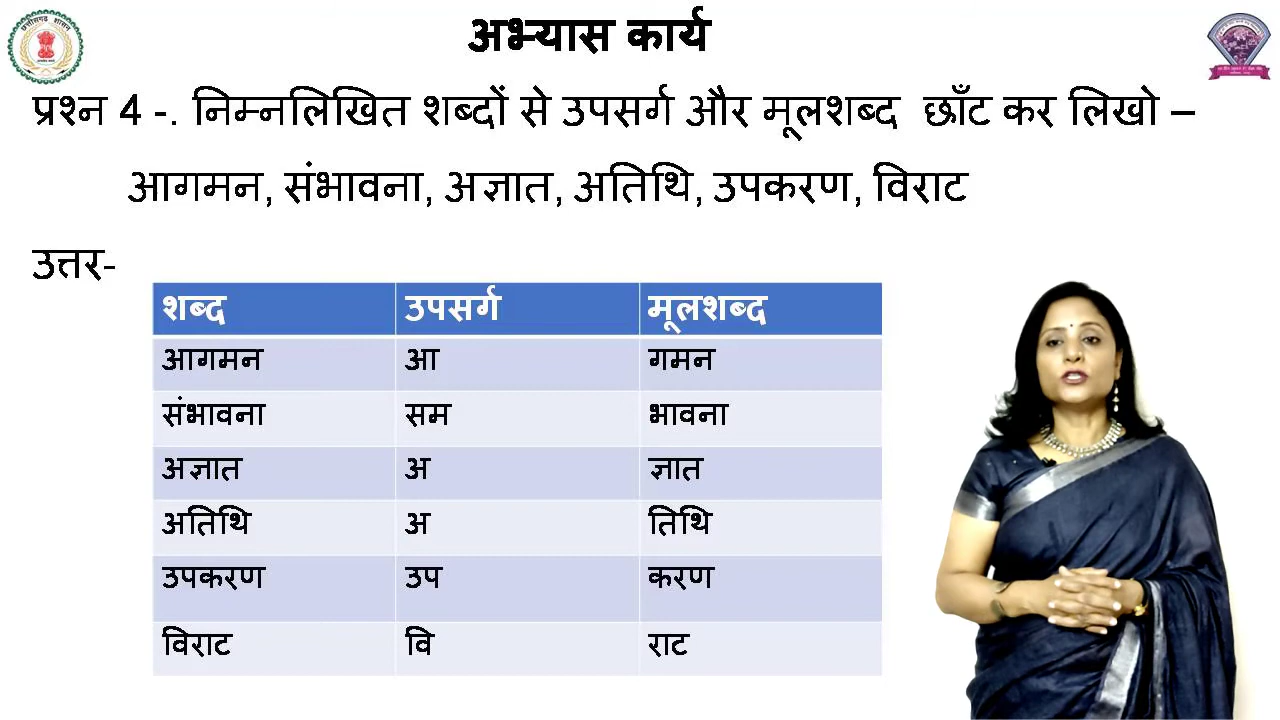 अभ्यास कार्य
प्रश्न 4 -. निम्नलिखित शब्दों से उपसर्ग और मूलशब्द छाँट कर लिखो –
आगमन, संभावना, अज्ञात, अतिथि, उपकरण, विराट
उत्तर-
शब्द उपसर्ग मूलशब्द
आगमन आ गमन
संभावना सम भावना
अज्ञात अ ज्ञात
अतिथि अ तिथि
उपकरण उप करण
विराट वि राट